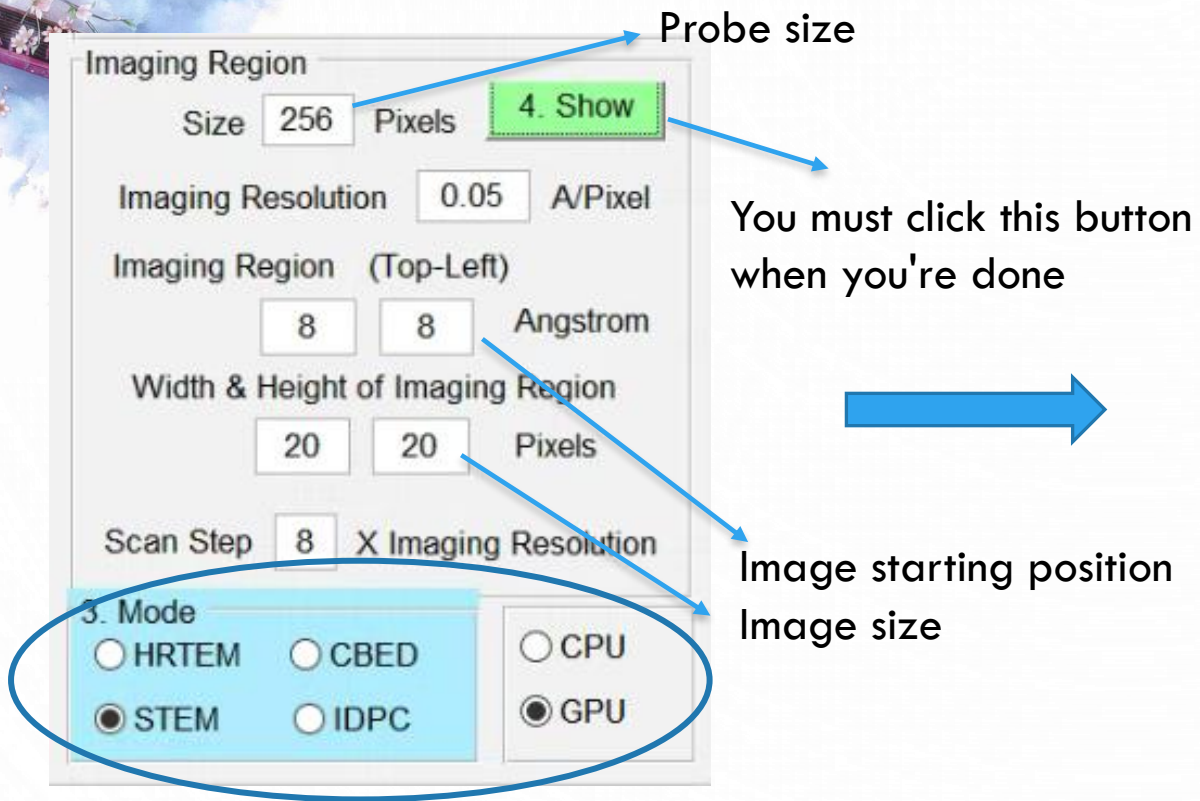 Probe size
Imaging Region
Size 256 Pixels 4. Show
Imaging Resolution 0.05 A/Pixel
You must click this button
when you're done
Imaging Region (Top-Left)
8 8 Angstrom
Width & Height of Imaging Region
20 20 Pixels
Scan Step 8 X Imaging Resolution
Image starting position
Image size
3. Mode
HRTEM CBED
STEM IDPC
CPU
GPU